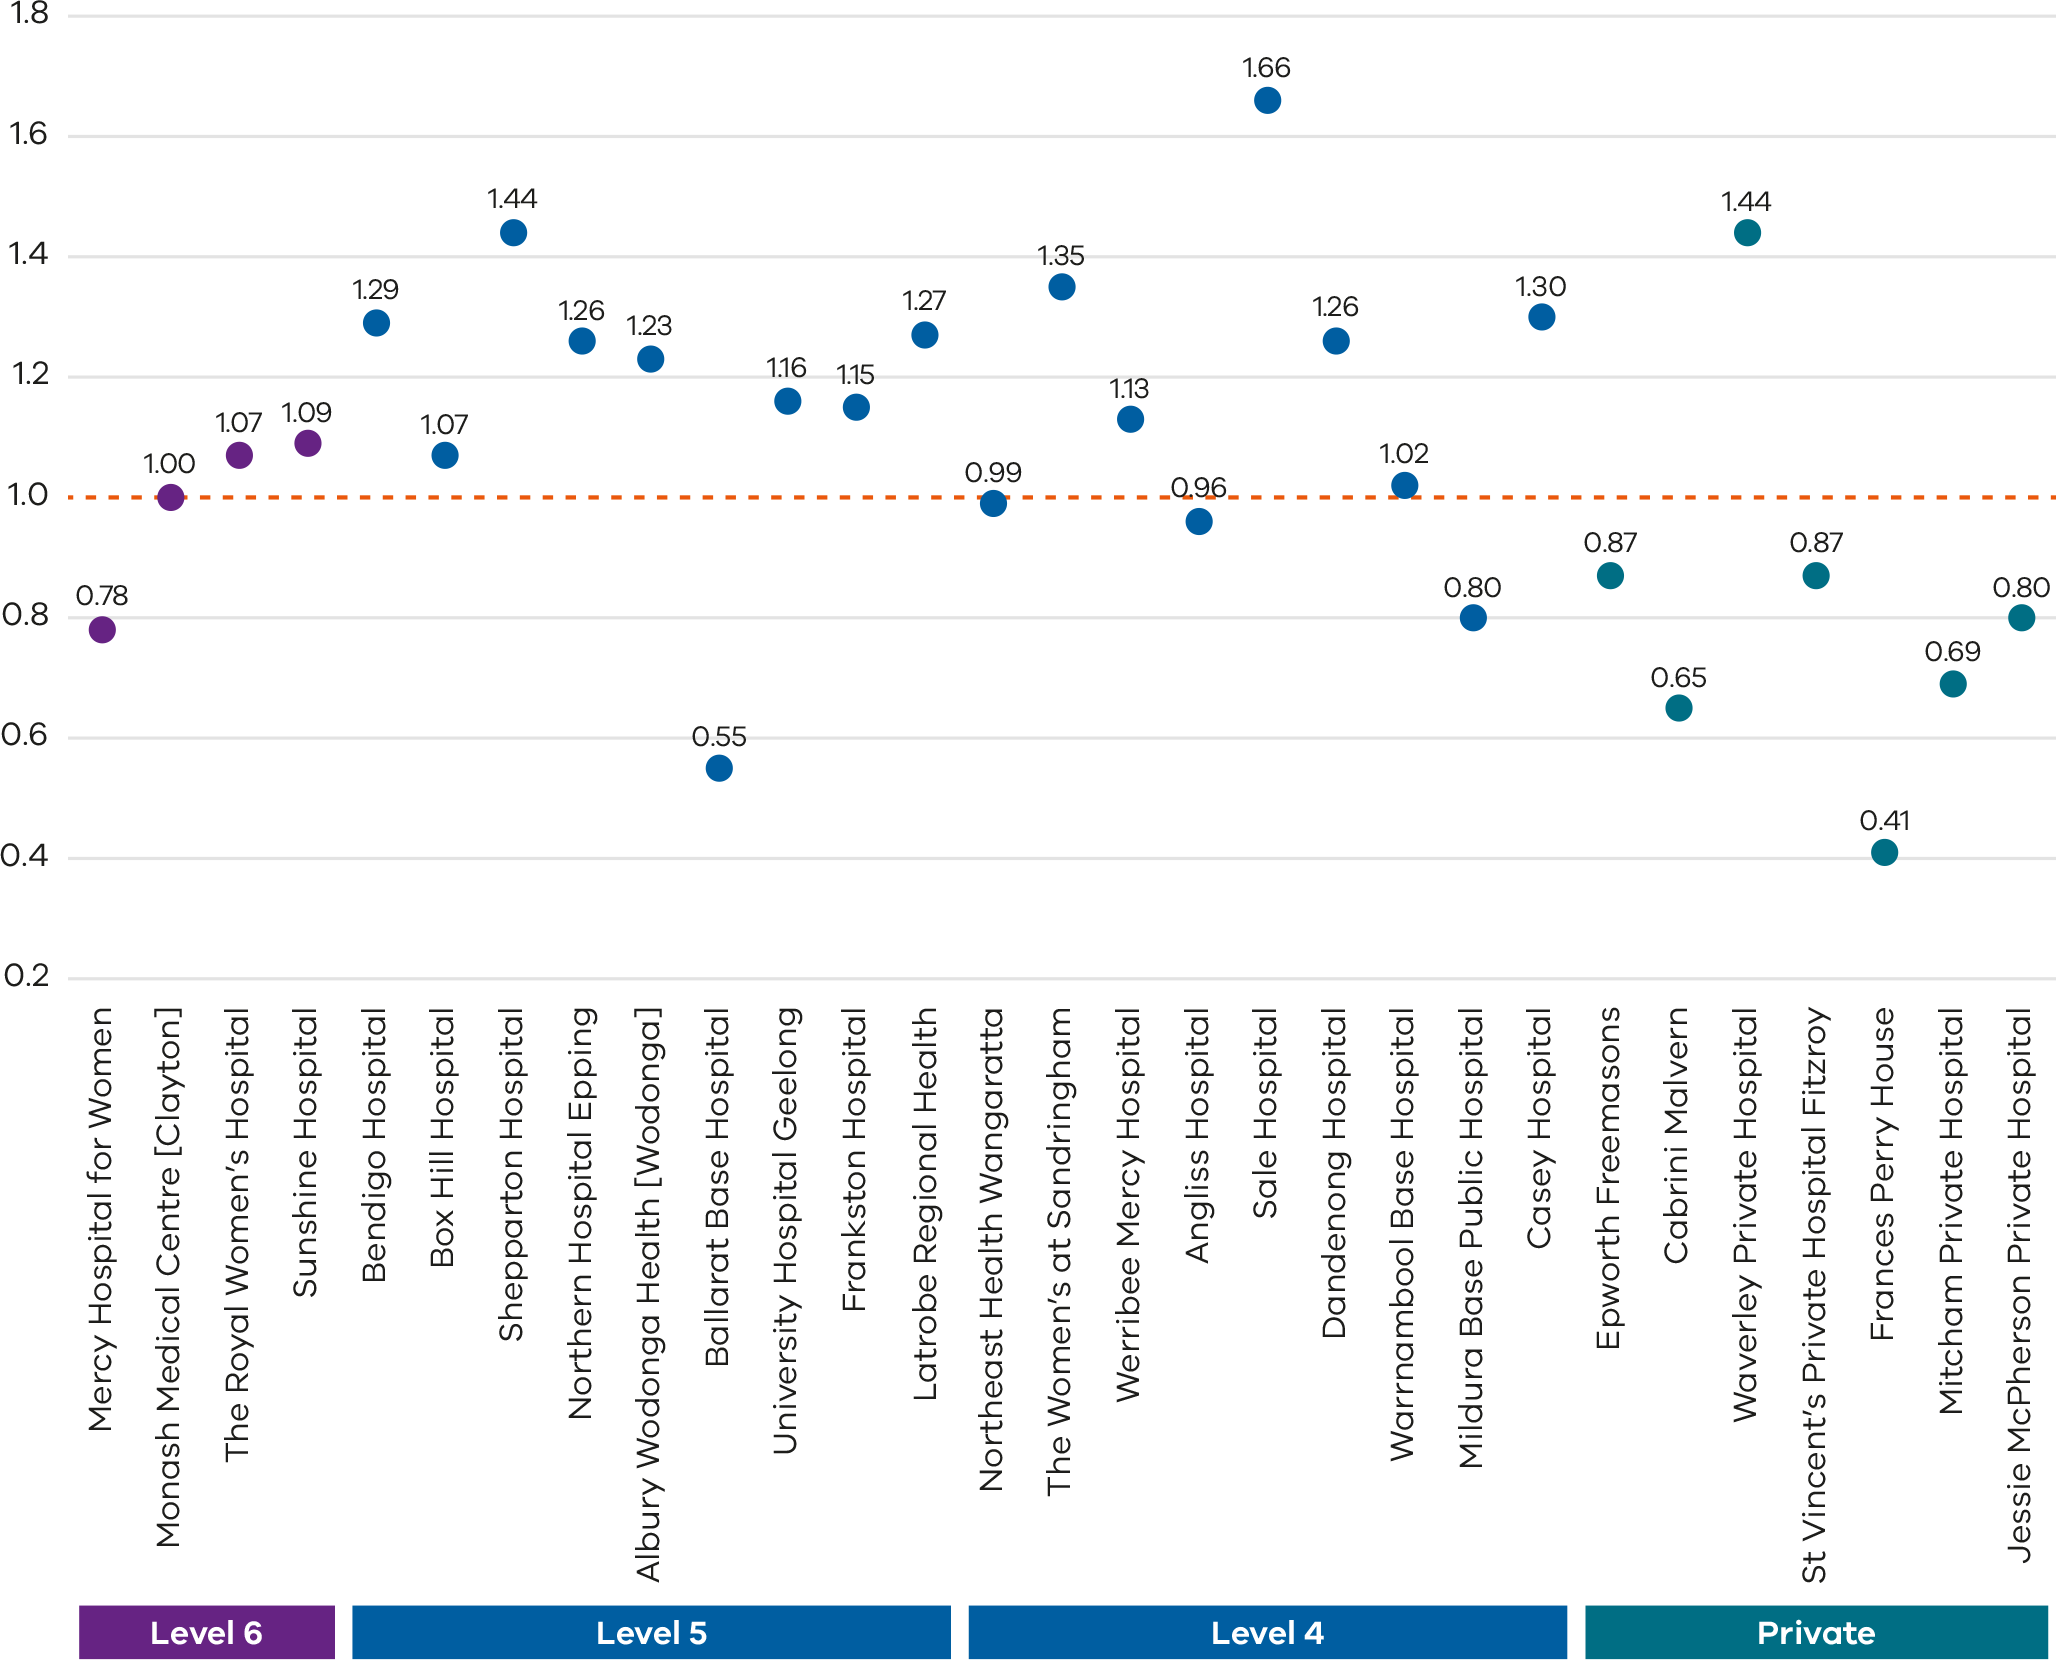 1.8
1.6
1.4
1.2
1.0
0.8
0.6
0.4
0.2
0.78
1.00
1.07
1.09
1.29
1.07
1.44
1.26
1.23
0.55
1.16
1.15
1.27
0.99
1.35
1.13
0.96
1.66
1.26
1.02
0.80
1.30
0.87
0.65
1.44
0.87
0.41
0.69
0.80
Mercy Hospital for Women
Monash Medical Centre [Clayton]
The Royal Women’s Hospital
Sunshine Hospital
Bendigo Hospital
Box Hill Hospital
Shepparton Hospital
Northern Hospital Epping
Albury Wodonga Health [Wodonga]
Ballarat Base Hospital
University Hospital Geelong
Frankston Hospital
Latrobe Regional Health
Northeast Health Wangaratta
The Women’s at Sandringham
Werribee Mercy Hospital
Angliss Hospital
Sale Hospital
Dandenong Hospital
Warrnambool Base Hospital
Mildura Base Public Hospital
Casey Hospital
Epworth Freemasons
Cabrini Malvern
Waverley Private Hospital
St Vincent’s Private Hospital Fitzroy
Frances Perry House
Mitcham Private Hospital
Jessie McPherson Private Hospital
Level 6
Level 5
Level 4
Private